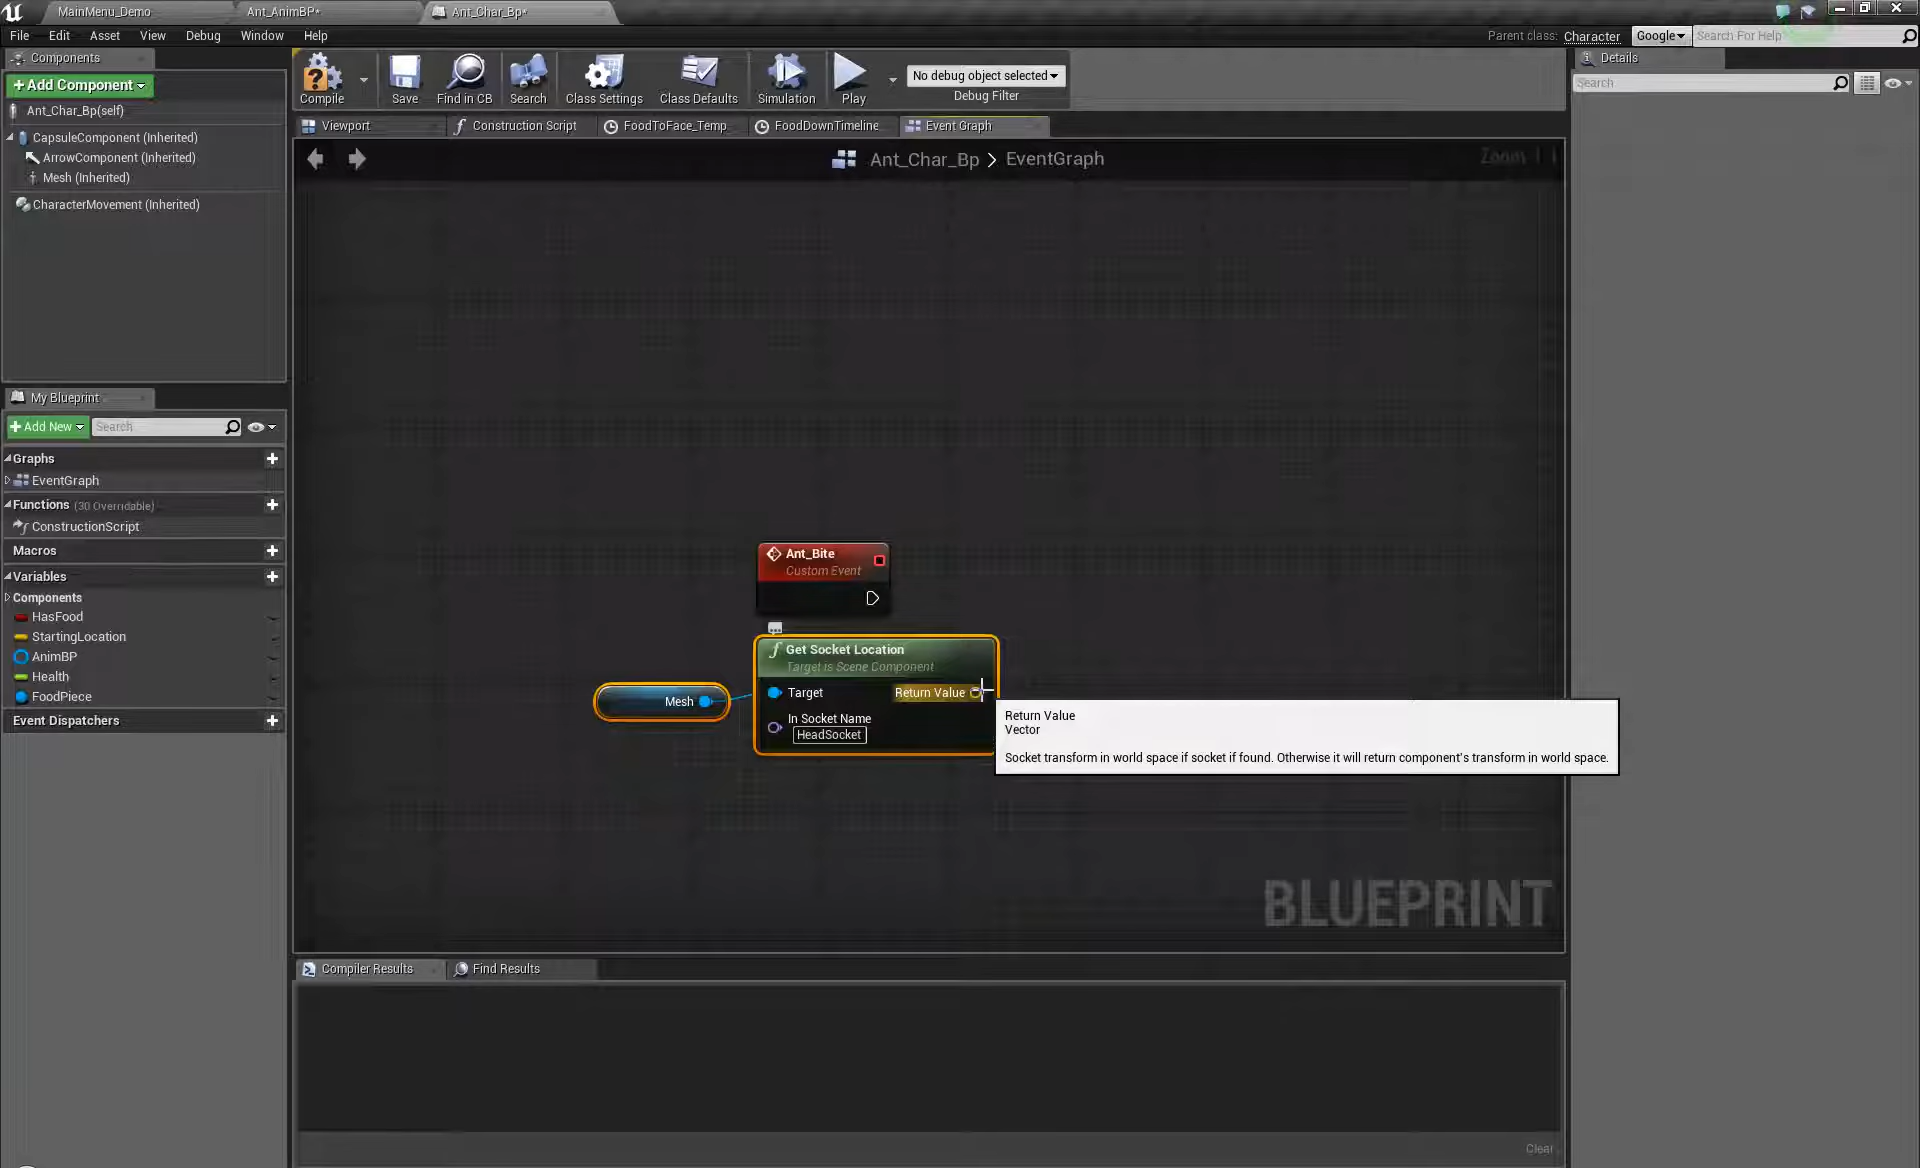 MainMenu_Demo
Ant_AnimBP*
Ant_Char_Bp*
File
Edit
Asset
View
Debug
Window
Help
Parent class:
Character
Google
Search For Help
Components
+Add Component
Ant_Char_Bp(self)
CapsuleComponent (Inherited)
ArrowComponent (Inherited)
Mesh (Inherited)
CharacterMovement (Inherited)
Compile
Save
Find in CB
Search
Class Settings
Class Defaults
Simulation
Play
No debug object selected
Debug Filter
Details
Search
Viewport
Construction Script
FoodToFace_Temp
FoodDownTimeline
Event Graph
Ant_Char_Bp > EventGraph
Zoom 1:1
My Blueprint
+Add New
Search
Graphs
EventGraph
Functions (30 Overridable)
ConstructionScript
Macros
Variables
Components
HasFood
StartingLocation
AnimBP
Health
FoodPiece
Event Dispatchers
Ant_Bite
Custom Event
Get Socket Location
Target is Scene Component
Mesh
Target
Return Value
In Socket Name
HeadSocket
Return Value
Vector
Socket transform in world space if socket if found. Otherwise it will return component's transform in world space.
BLUEPRINT
Compiler Results
Find Results
Clear